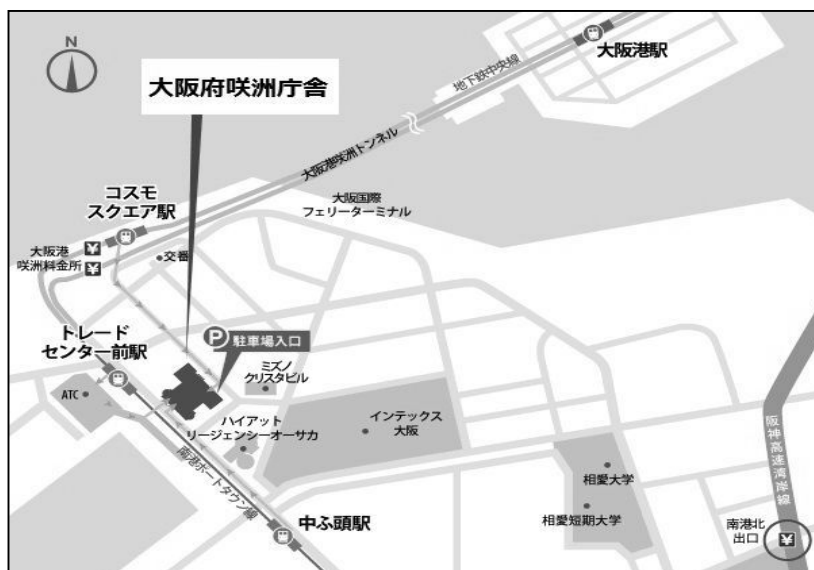 N
大阪府咲洲庁舎
大阪港駅
地下鉄中央線
大阪港咲洲トンネル
コスモ
スクエア駅
大阪国際
フェリーターミナル
大阪港
咲洲料金所
¥
¥
交番
トレード
センター前駅
P
駐車場入口
ミズノ
クリスタビル
ATC
ハイアット
リージェンシーオーサカ
インテックス
大阪
南港ポートタウン線
中ふ頭駅
相愛大学
相愛短期大学
阪神高速湾岸線
南港北
出口
¥